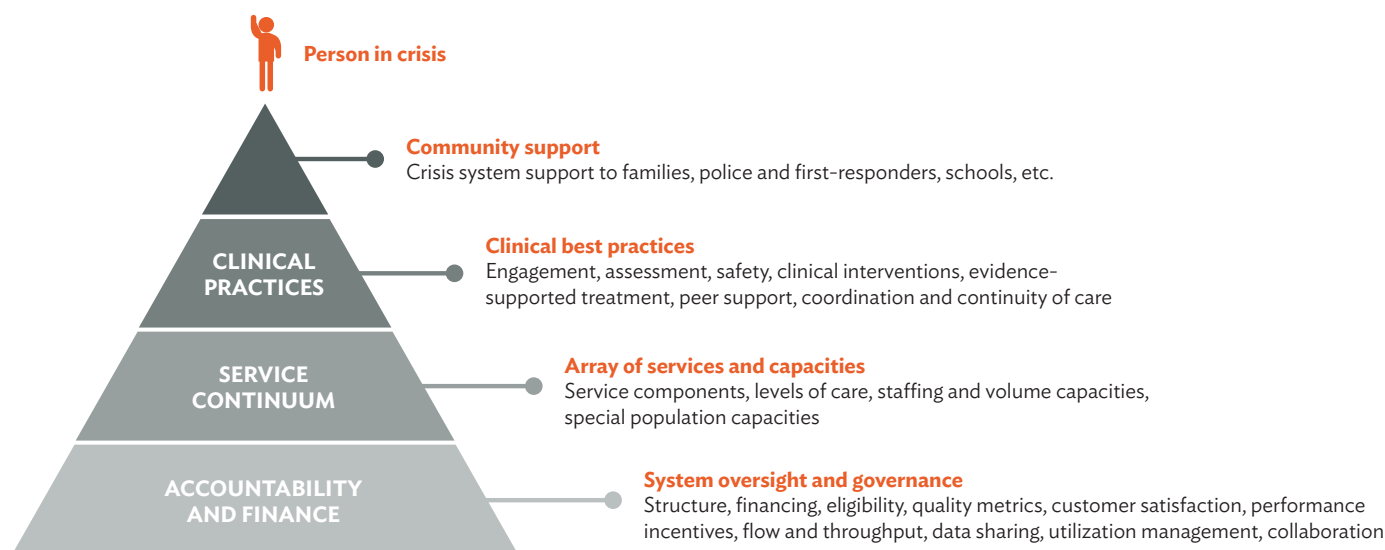 Person in crisis
Community support
Crisis system support to families, police and first-responders, schools, etc.
CLINICAL
PRACTICES
Clinical best practices
Engagement, assessment, safety, clinical interventions, evidence-
supported treatment, peer support, coordination and continuity of care
SERVICE
CONTINUUM
Array of services and capacities
Service components, levels of care, staffing and volume capacities,
special population capacities
ACCOUNTABILITY
AND FINANCE
System oversight and governance
Structure, financing, eligibility, quality metrics, customer satisfaction, performance
incentives, flow and throughput, data sharing, utilization management, collaboration